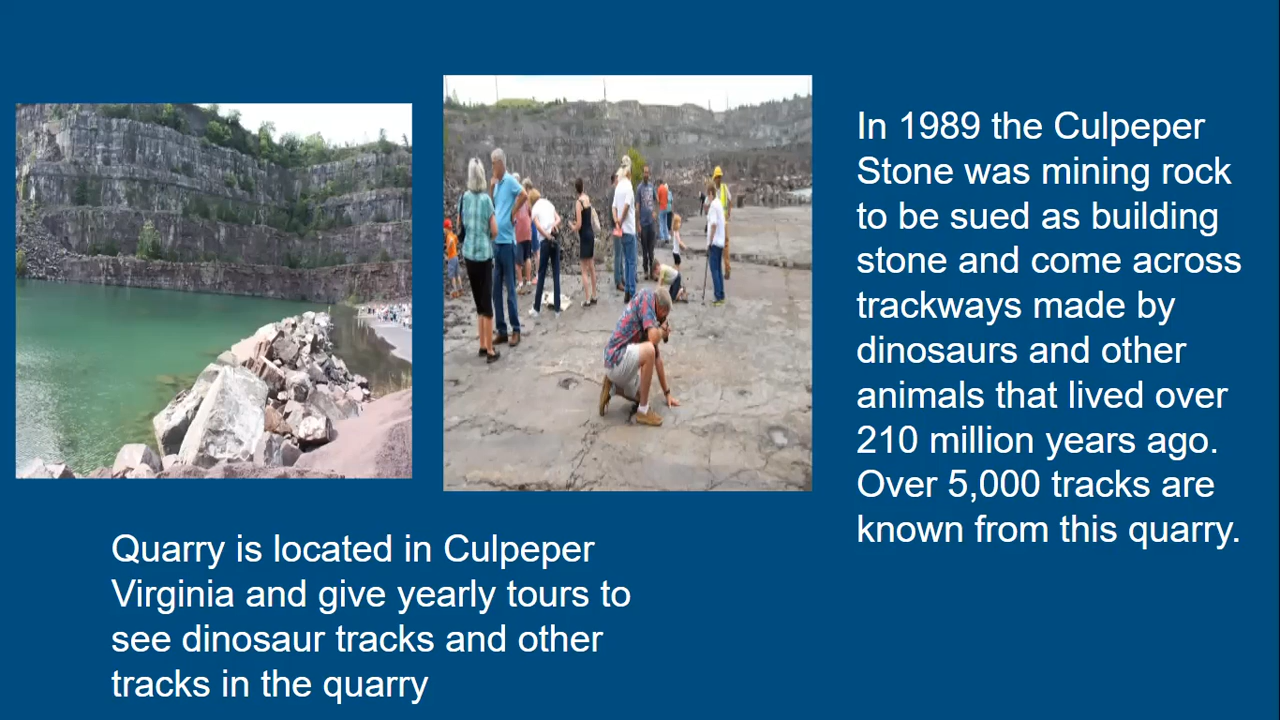 In 1989 the Culpeper
Stone was mining rock
to be sued as building
stone and come across
trackways made by
dinosaurs and other
animals that lived over
210 million years ago.
Over 5,000 tracks are
known from this quarry.
Quarry is located in Culpeper
Virginia and give yearly tours to
see dinosaur tracks and other
tracks in the quarry